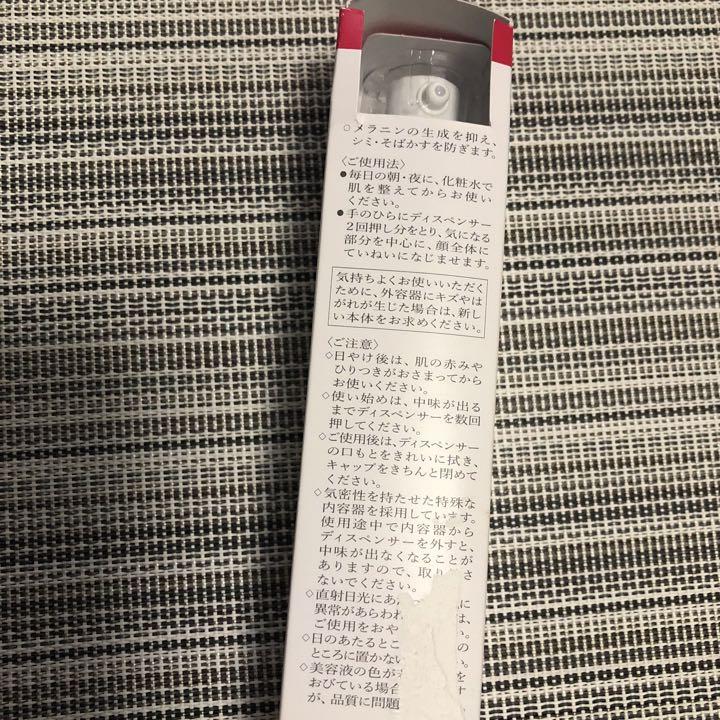 ○メラニンの生成を抑え、
シミ・そばかすを防ぎます。
〈ご使用法〉
●毎日の朝・夜に、化粧水で
肌を整えてからお使い
ください。
●手のひらにディスペンサー
2回押し分をとり、気になる
部分を中心に、顔全体に
ていねいになじませます。
気持ちよくお使いいただく
ために、外容器にキズやは
がれが生じた場合は、新し
い本体をお求めください。
〈ご注意〉
◇日やけ後は、肌の赤みや
ひりつきがおさまってから
お使いください。
◇使い始めは、中味が出る
までディスペンサーを数回
押してください。
◇ご使用後は、ディスペンサー
の口もとをきれいに拭き、
キャップをきちんと閉めて
ください。
◇気密性を持たせた特殊な
内容器を採用しています。
使用途中で内容器から
ディスペンサーを外すと、
中味が出なくなることが
ありますので、取り さ
ないでください。
◇直射日光にあた に
異常があらわれ は、
ご使用をおや い。
◇日のあたるとこ の
ところに置かない
◇美容液の色が を
おびている場合 す
が、品質に問題